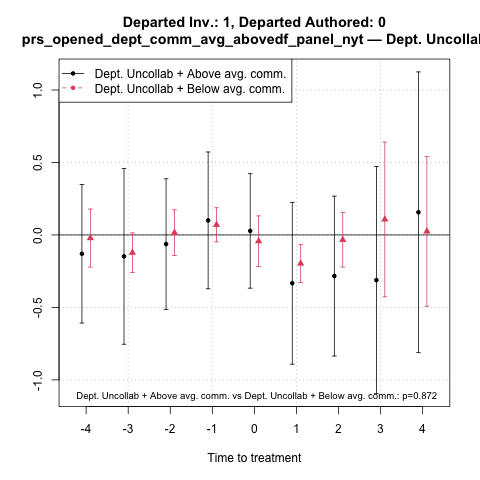 Departed Inv.: 1, Departed Authored: 0
prs_opened_dept_comm_avg_abovedf_panel_nyt — Dept. Uncollab
Dept. Uncollab + Above avg. comm.
Dept. Uncollab + Below avg. comm.
1.0
0.5
0.0
-0.5
-1.0
Dept. Uncollab + Above avg. comm. vs Dept. Uncollab + Below avg. comm.: p=0.872
-4 -3 -2 -1 0 1 2 3 4
Time to treatment